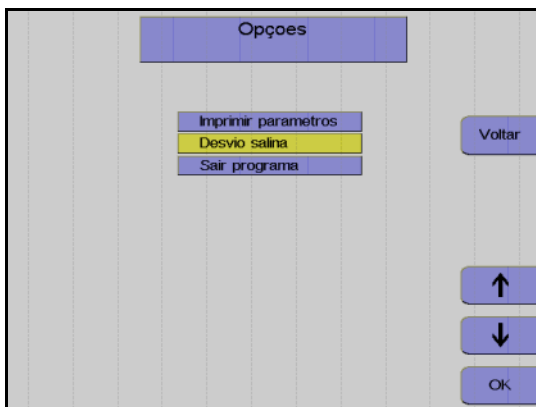 Opçoes
Imprimir parametros
Desvio salina
Sair programa
Voltar
↑
↓
OK